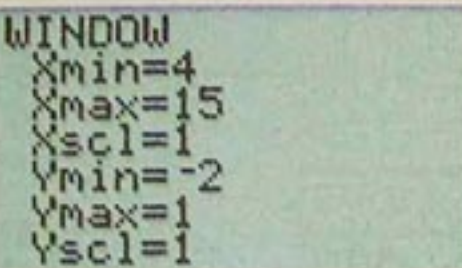 WINDOW
Xmin=4
Xmax=15
Xscl=1
Ymin=-2
Ymax=1
Yscl=1